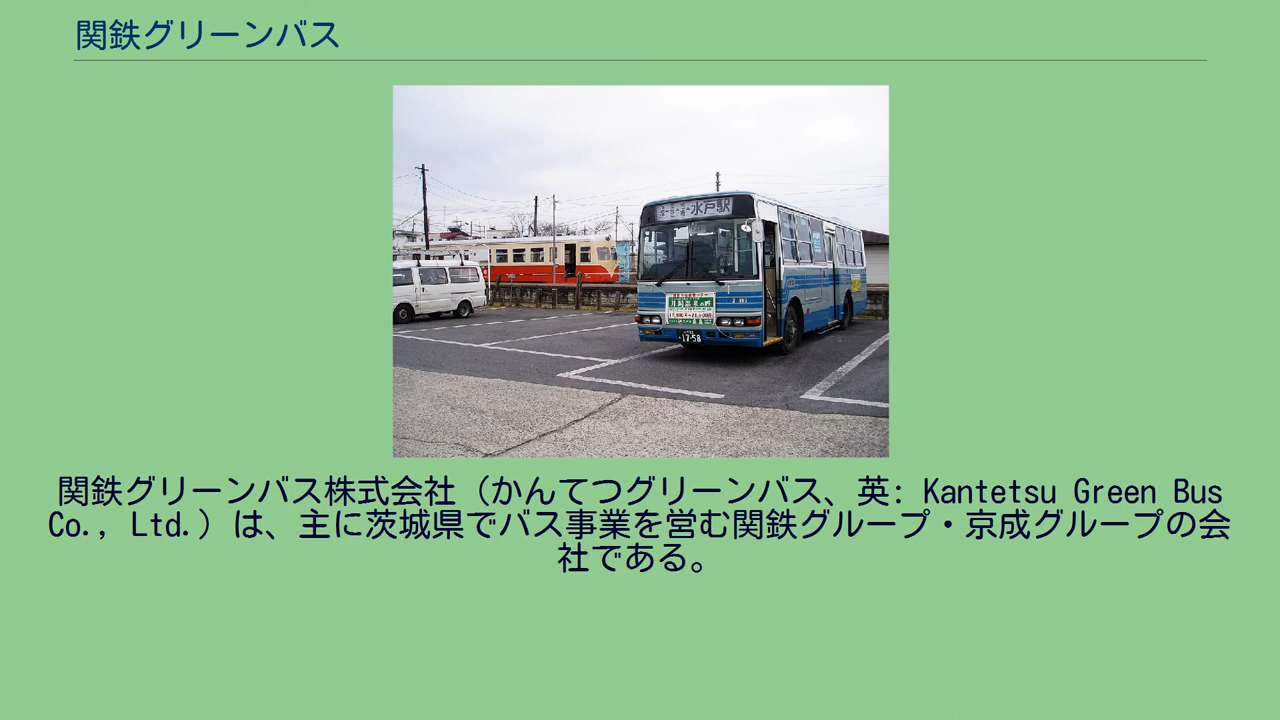 関鉄グリーンバス
水戸駅
17-58
関鉄グリーンバス株式会社（かんてつグリーンバス、英: Kantetsu Green Bus
Co., Ltd.）は、主に茨城県でバス事業を営む関鉄グループ・京成グループの会
社である。